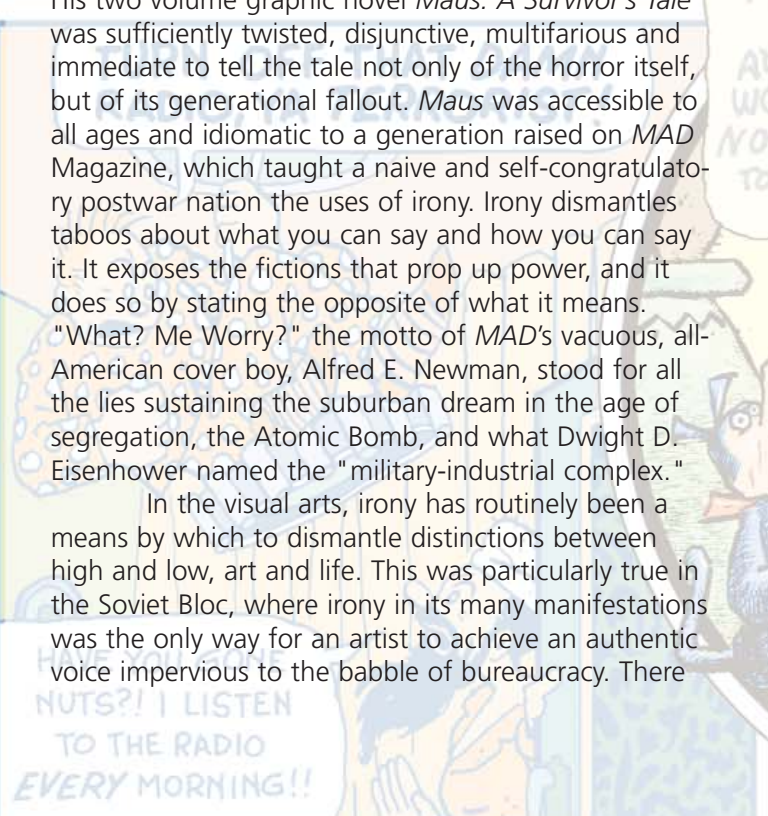 His two volume graphic novel Maus: A Survivor's Tale
was sufficiently twisted, disjunctive, multifarious and
immediate to tell the tale not only of the horror itself,
but of its generational fallout. Maus was accessible to
all ages and idiomatic to a generation raised on MAD
Magazine, which taught a naive and self-congratulato-
ry postwar nation the uses of irony. Irony dismantles
taboos about what you can say and how you can say
it. It exposes the fictions that prop up power, and it
does so by stating the opposite of what it means.
"What? Me Worry?" the motto of MAD's vacuous, all-
American cover boy, Alfred E. Newman, stood for all
the lies sustaining the suburban dream in the age of
segregation, the Atomic Bomb, and what Dwight D.
Eisenhower named the "military-industrial complex."
In the visual arts, irony has routinely been a
means by which to dismantle distinctions between
high and low, art and life. This was particularly true in
the Soviet Bloc, where irony in its many manifestations
was the only way for an artist to achieve an authentic
voice impervious to the babble of bureaucracy. There
TURN OFF THAT DAMN
RADIO, YA TERRORIST!
HAVE YOU GONE
NUTS?! I LISTEN
TO THE RADIO
EVERY MORNING!!